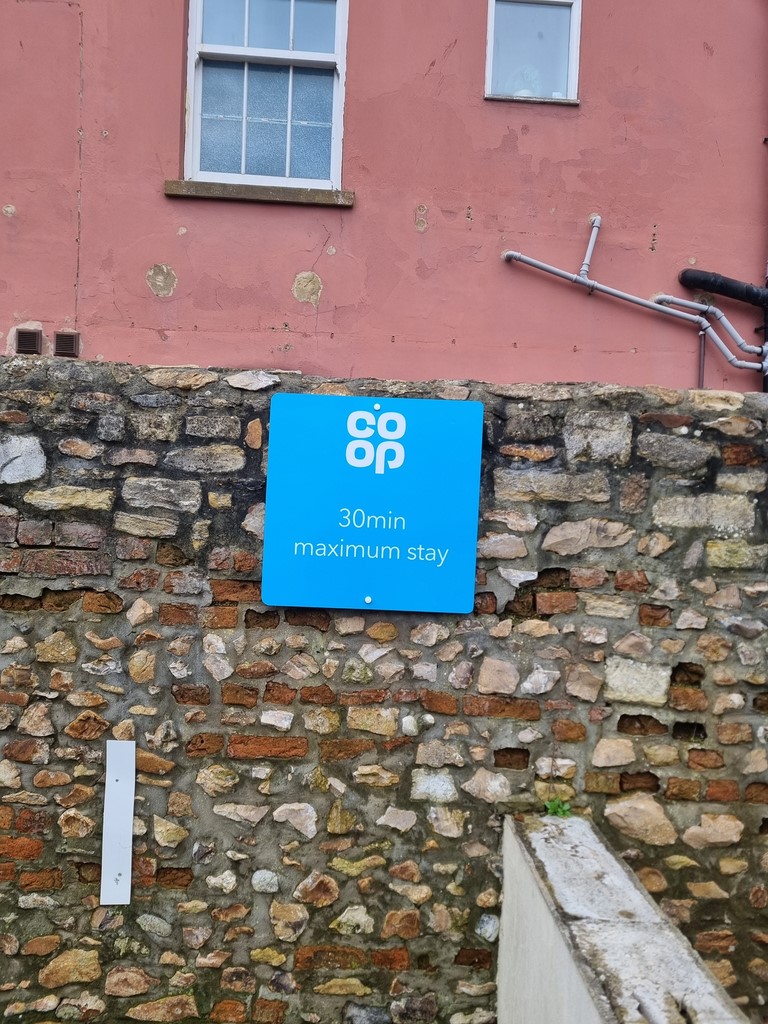 co
op
30min
maximum stay